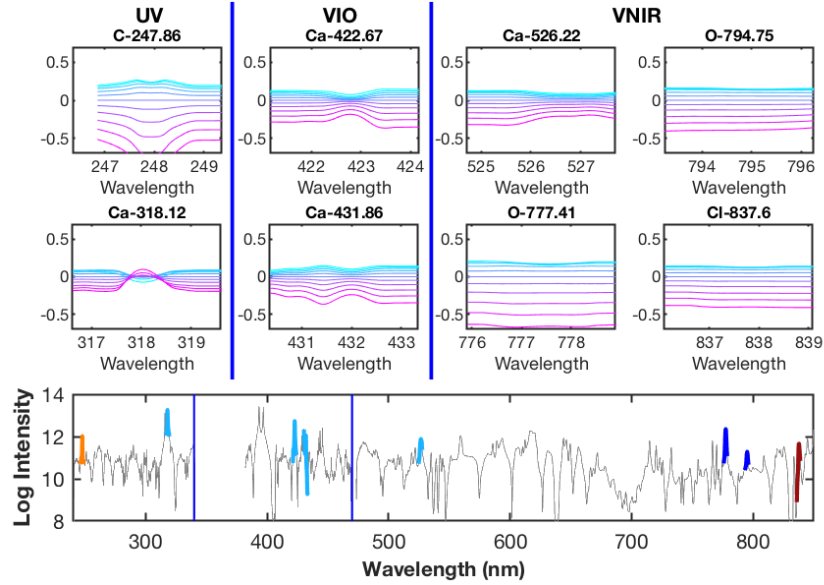 UV VIO VNIR
C-247.86 Ca-422.67 Ca-526.22 O-794.75
0.5
0
-0.5
247 248 249 422 423 424 525 526 527 794 795 796
Wavelength Wavelength Wavelength Wavelength
Ca-318.12 Ca-431.86 O-777.41 Cl-837.6
0.5
0
-0.5
317 318 319 431 432 433 776 777 778 837 838 839
Wavelength Wavelength Wavelength Wavelength
Log Intensity
14
12
10
8
300 400 500 600 700 800
Wavelength (nm)